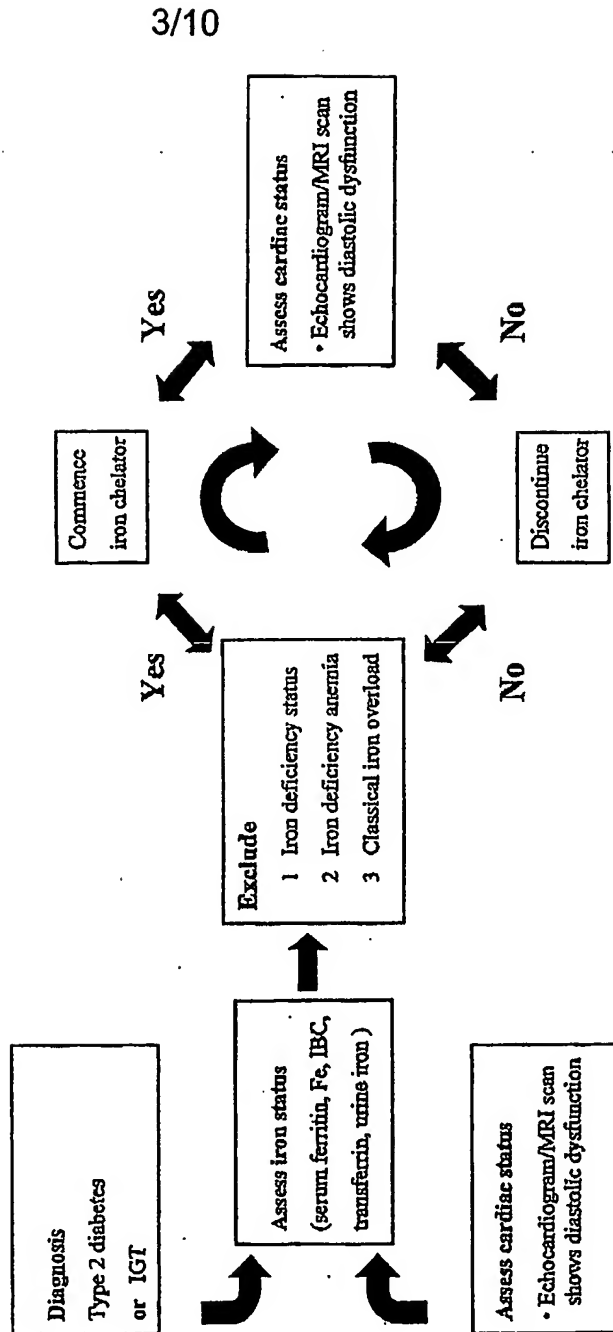 3/10
Diagnosis
Type 2 diabetes
or IGT
Assess cardiac status
• Echocardiogram/MRI scan
shows diastolic dysfunction
Assess iron status
(serum ferritin, Fe, IBC,
transferrin, urine iron )
Exclude
1 Iron deficiency status
2 Iron deficiency anemia
3 Classical iron overload
Yes
No
Commence
iron chelator
Discontinue
iron chelator
Yes
No
Assess cardiac status
• Echocardiogram/MRI scan
shows diastolic dysfunction